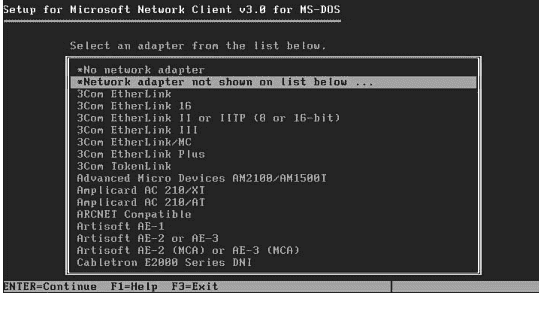 Setup for Microsoft Network Client v3.0 for MS-DOS
Select an adapter from the list below.
*No network adapter
*Network adapter not shown on list below ...
3Com EtherLink
3Com EtherLink 16
3Com EtherLink II or IITP (8 or 16-bit)
3Com EtherLink III
3Com EtherLink/MC
3Com EtherLink Plus
3Com TokenLink
Advanced Micro Devices AM2100/AM1500T
Amplicard AC 210/XT
Amplicard AC 210/AT
ARCNET Compatible
Artisoft AE-1
Artisoft AE-2 or AE-3
Artisoft AE-2 (MCA) or AE-3 (MCA)
Cabletron E2000 Series DNI
ENTER=Continue F1=Help F3=Exit